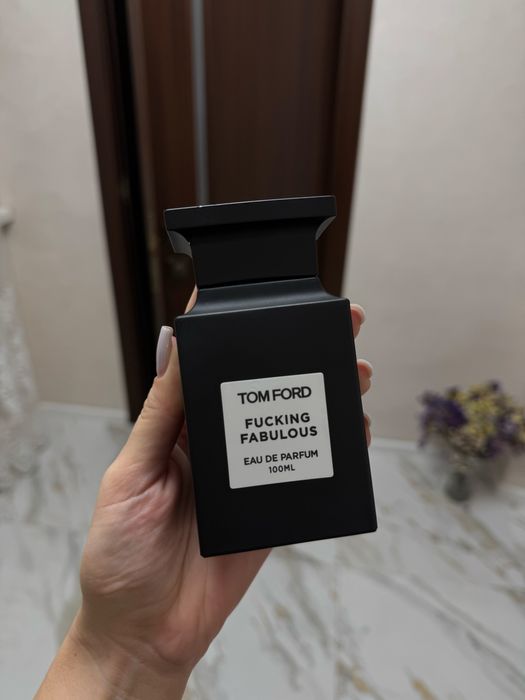 TOM FORD
FUCKING
FABULOUS
EAU DE PARFUM
100ML